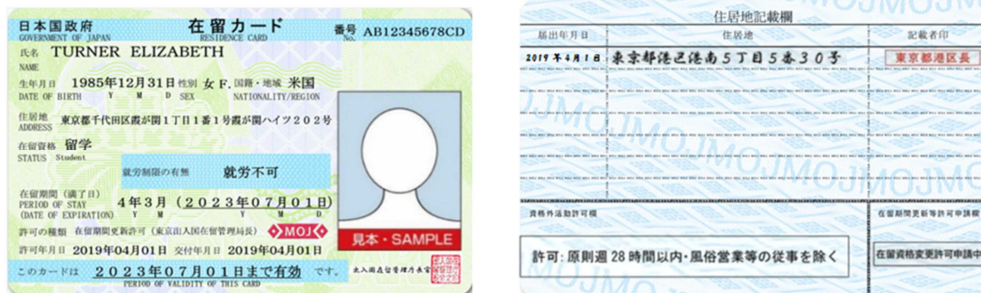 日本国政府 在留カード 番号 AB12345678CD
GOVERNMENT OF JAPAN RESIDENCE CARD No.
氏名 TURNER ELIZABETH
NAME
生年月日 1985年12月31日 性別 女 F. 国籍・地域 米国
DATE OF BIRTH Y M D SEX NATIONALITY/REGION
住居地 東京都千代田区霞が関1丁目1番1号霞が関ハイツ202号
ADDRESS
在留資格 留学
STATUS Student
就労制限の有無 就労不可
在留期間(満了日)
PERIOD OF STAY 4年3月(2023年07月01日)
(DATE OF EXPIRATION) Y M Y M D
許可の種類 在留期間更新許可(東京出入国在留管理局長) MOJ
見本・SAMPLE
許可年月日 2019年04月01日 交付年月日 2019年04月01日
このカードは 2023年07月01日まで有効 です。
PERIOD OF VALIDITY OF THIS CARD
住居地記載欄
届出年月日 住居地 記載者印
2019年4月1日 東京都港区港南5丁目5番30号 東京都港区長
MOJMOJMOJMOJ
資格外活動許可欄 在留期間更新等許可申請欄
許可:原則週28時間以内・風俗営業等の従事を除く
在留資格変更許可申請中